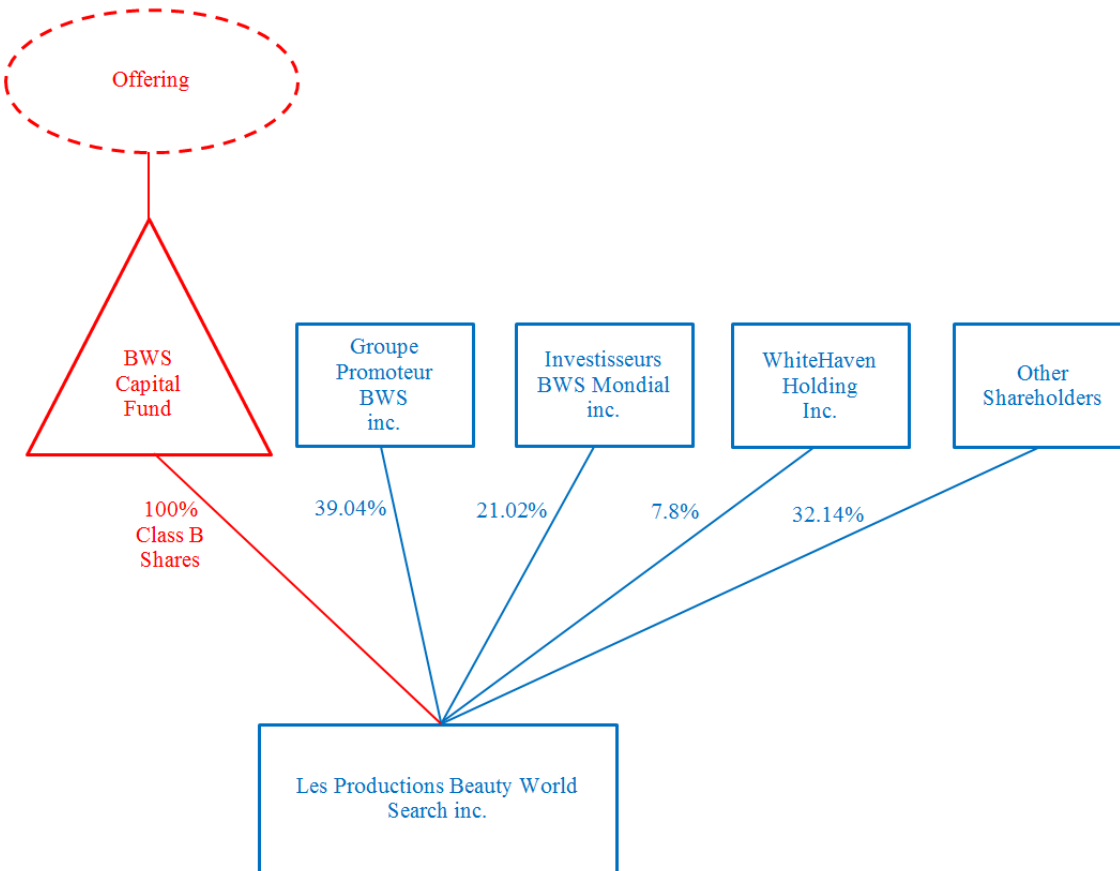 Offering
BWS
Capital
Fund
Groupe
Promoteur
BWS
inc.
Investisseurs
BWS Mondial
inc.
WhiteHaven
Holding
Inc.
Other
Shareholders
100%
Class B
Shares
39.04%
21.02%
7.8%
32.14%
Les Productions Beauty World
Search inc.